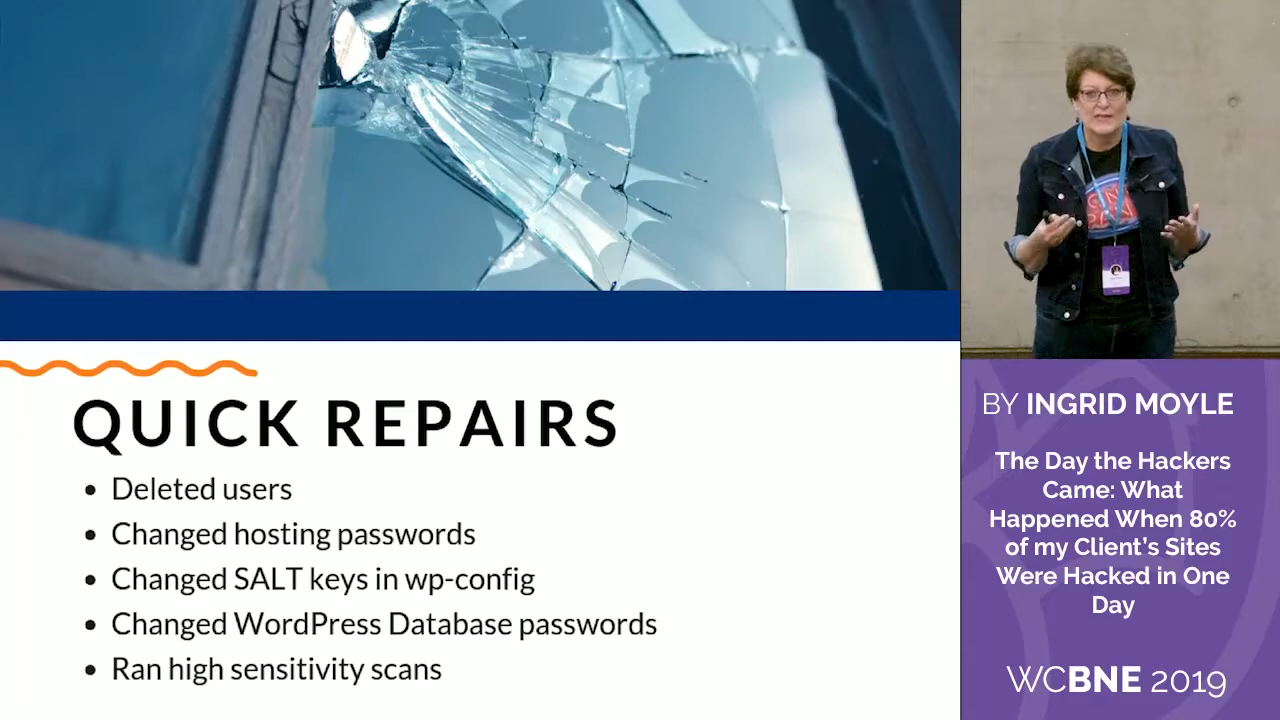 QUICK REPAIRS
• Deleted users
• Changed hosting passwords
• Changed SALT keys in wp-config
• Changed WordPress Database passwords
• Ran high sensitivity scans
BY INGRID MOYLE
The Day the Hackers
Came: What
Happened When 80%
of my Client's Sites
Were Hacked in One
Day
WCBNE 2019